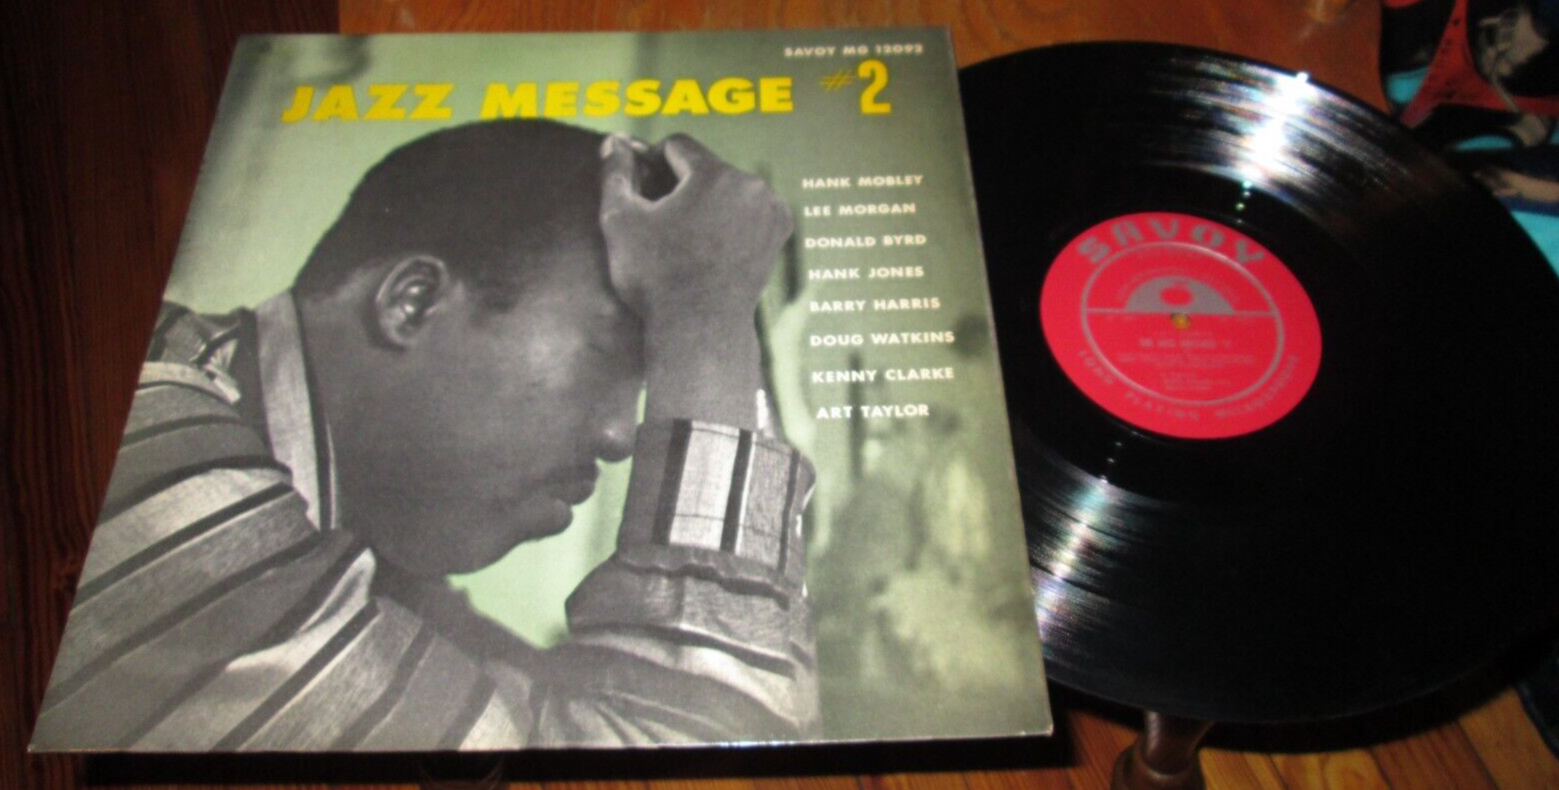 SAVOY MG 12092
JAZZ MESSAGE #2
HANK MOBLEY
LEE MORGAN
DONALD BYRD
HANK JONES
BARRY HARRIS
DOUG WATKINS
KENNY CLARKE
ART TAYLOR
SAVOY
LONG PLAYING MICROGROOVE